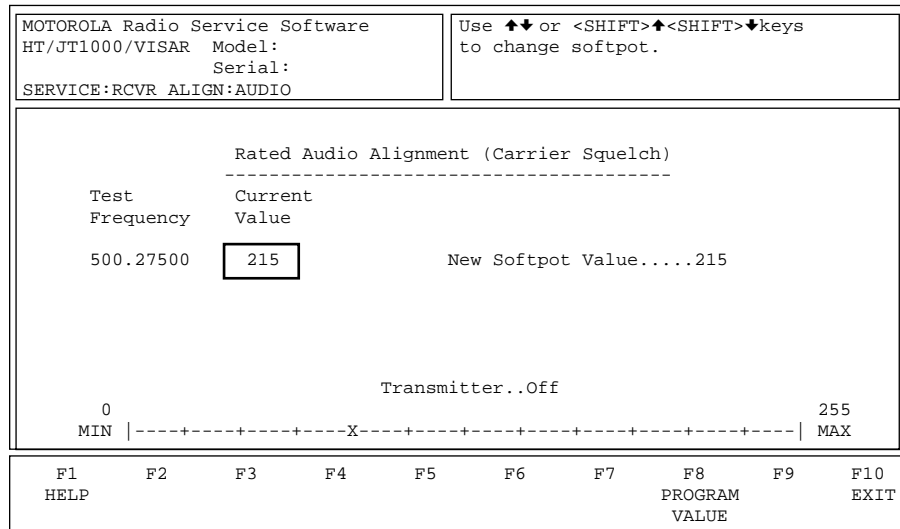 MOTOROLA Radio Service Software
HT/JT1000/VISAR Model:
Serial:
SERVICE:RCVR ALIGN:AUDIO
Use 🠉🠋 or <SHIFT>🠉<SHIFT>🠋keys
to change softpot.
Rated Audio Alignment (Carrier Squelch)
----------------------------------------
Test Current
Frequency Value
500.27500 215 New Softpot Value.....215
Transmitter..Off
0 255
MIN |----+----+----+----X----+----+----+----+----+----+----+----| MAX
F1 F2 F3 F4 F5 F6 F7 F8 F9 F10
HELP PROGRAM EXIT
VALUE